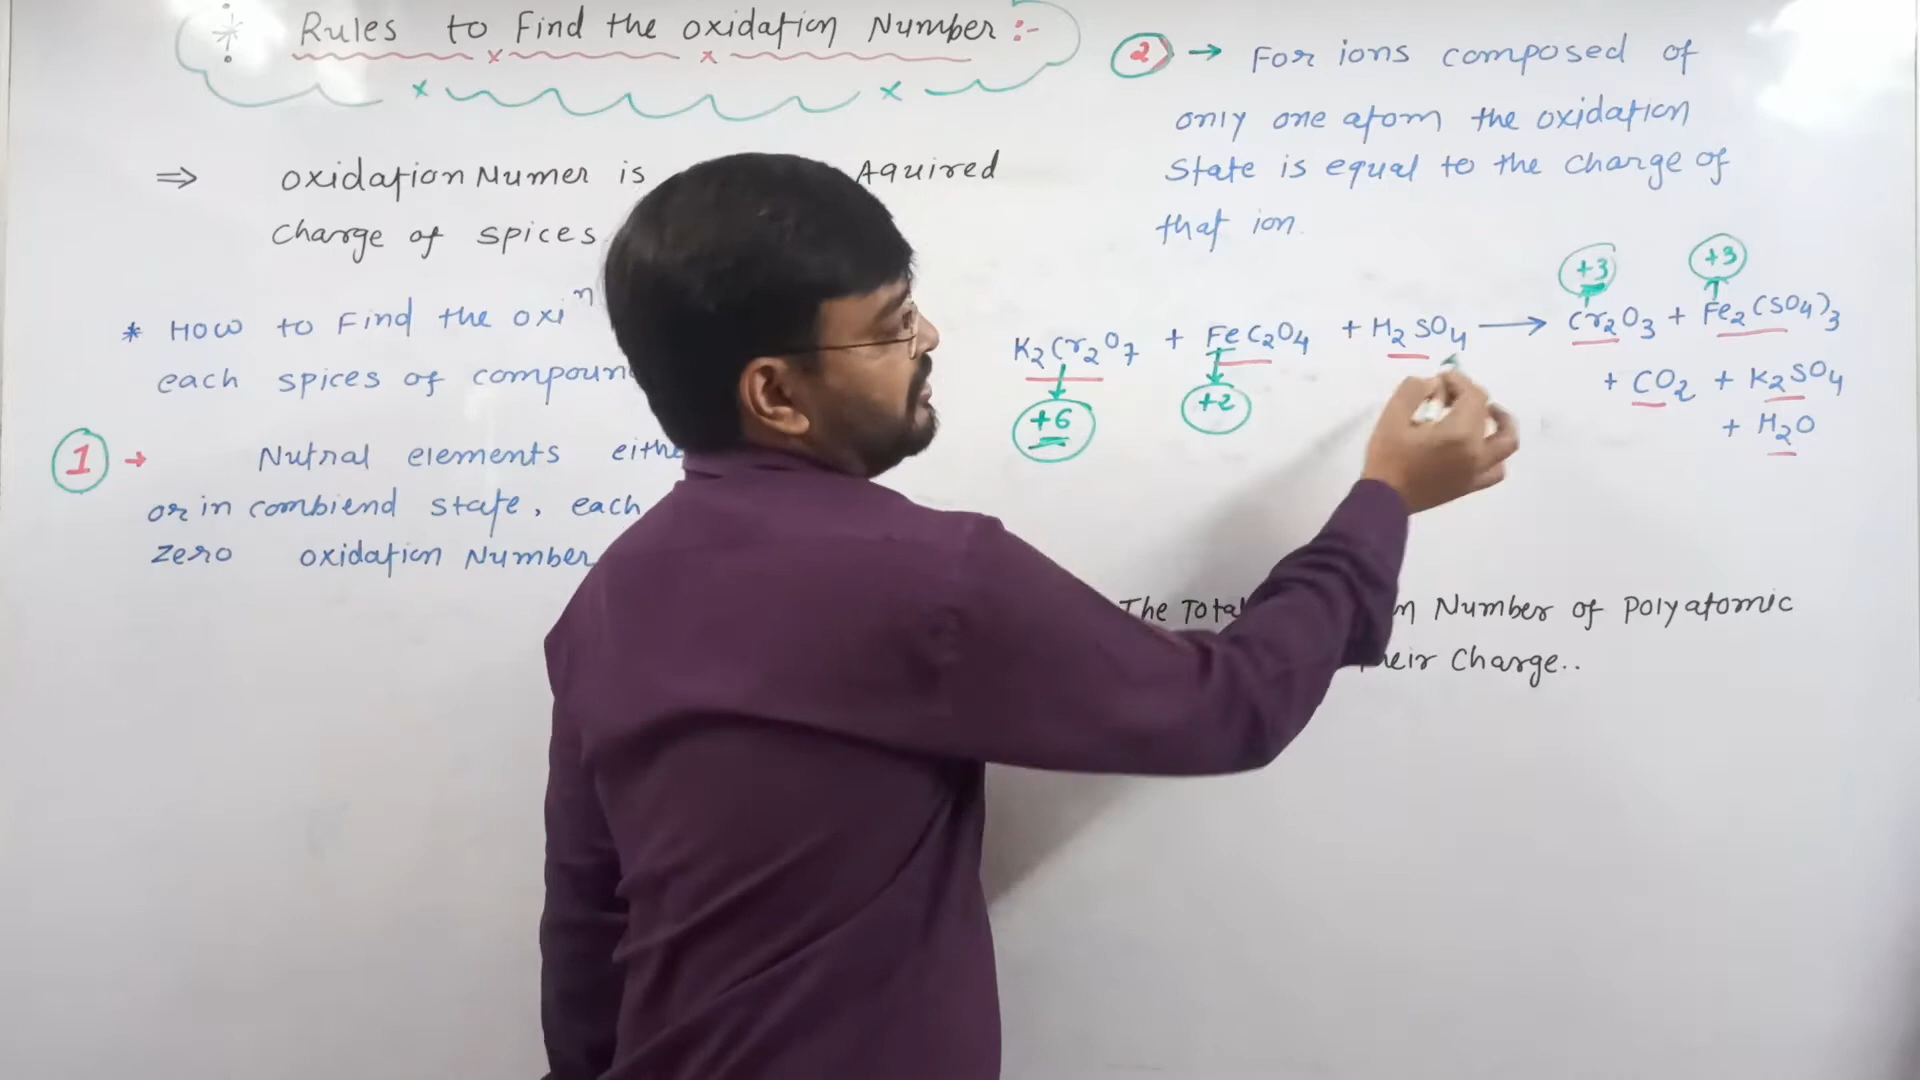 * Rules to Find the oxidation Number :-
⇒ oxidation Numer is Aquired
Charge of spices
* How to Find the oxiⁿ
each spices of compoun
1 → Nutral elements eithe
or in combiend state, each
zero oxidation Number
2 → For ions composed of
only one atom the oxidation
State is equal to the charge of
that ion.
+3 +3
K₂Cr₂O₇ + FeC₂O₄ + H₂SO₄ ⟶ Cr₂O₃ + Fe₂(SO₄)₃
+ CO₂ + K₂SO₄
+6 +2
+ H₂O
The Total n Number of Polyatomic
heir Charge..